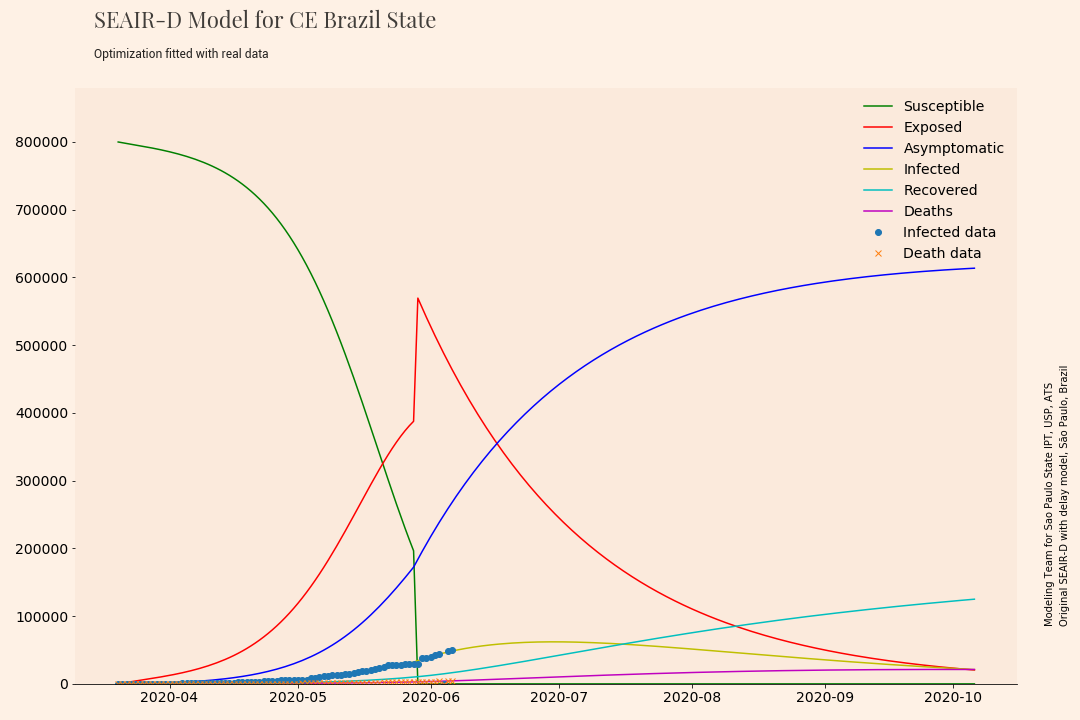 SEAIR-D Model for CE Brazil State
Optimization fitted with real data
Susceptible
Exposed
Asymptomatic
Infected
Recovered
Deaths
Infected data
Death data
800000
700000
600000
500000
400000
300000
200000
100000
0
2020-04
2020-05
2020-06
2020-07
2020-08
2020-09
2020-10
Modeling Team for Sao Paulo State IPT, USP, ATS
Original SEAIR-D with delay model, São Paulo, Brazil